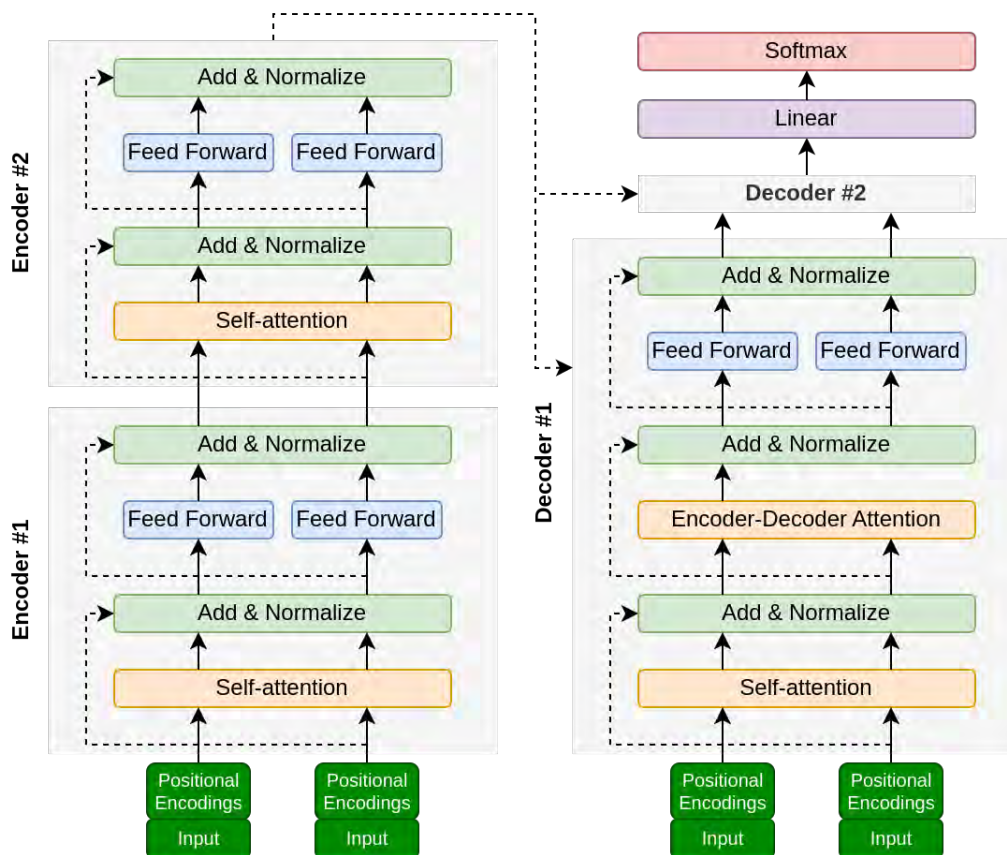 Encoder #2
Add & Normalize
Feed Forward
Feed Forward
Add & Normalize
Self-attention
Encoder #1
Add & Normalize
Feed Forward
Feed Forward
Add & Normalize
Self-attention
Positional
Encodings
Input
Positional
Encodings
Input
Softmax
Linear
Decoder #2
Decoder #1
Add & Normalize
Feed Forward
Feed Forward
Add & Normalize
Encoder-Decoder Attention
Add & Normalize
Self-attention
Positional
Encodings
Input
Positional
Encodings
Input